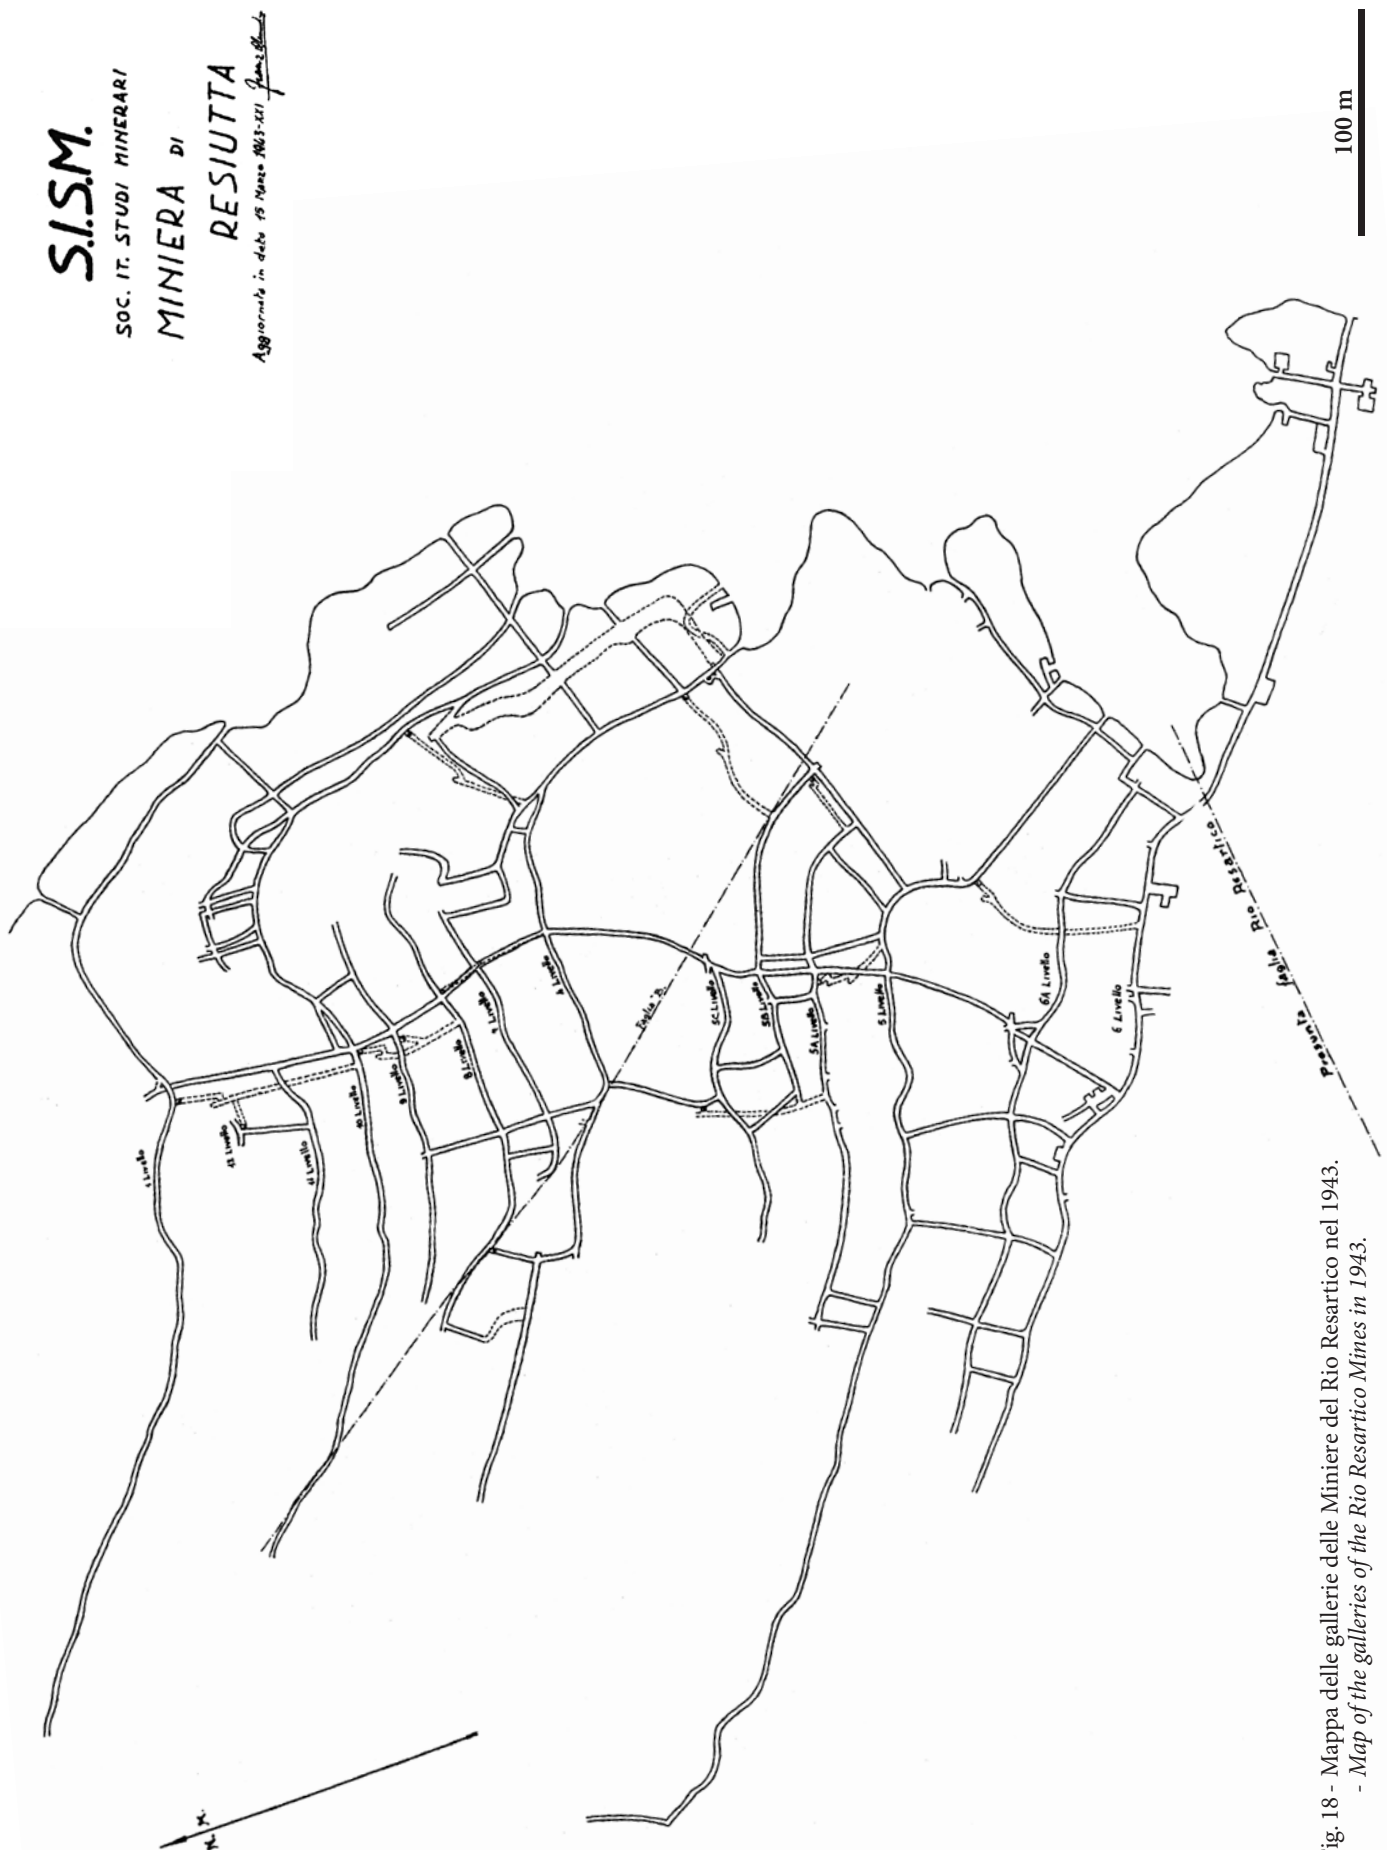 S.I.S.M.
SOC. IT. STUDI MINERARI
MINIERA DI
RESIUTTA
Aggiornata in data 15 Marzo 1943-XXI
100 m
1 Livello
12 Livello
11 Livello
10 Livello
9 Livello
8 Livello
7 Livello
4 Livello
Faglia B.
5C Livello
5B Livello
5A Livello
5 Livello
6A Livello
6 Livello
Presunta faglia Rio Resartico
N. M.
ig. 18 - Mappa delle gallerie delle Miniere del Rio Resartico nel 1943.
- Map of the galleries of the Rio Resartico Mines in 1943.